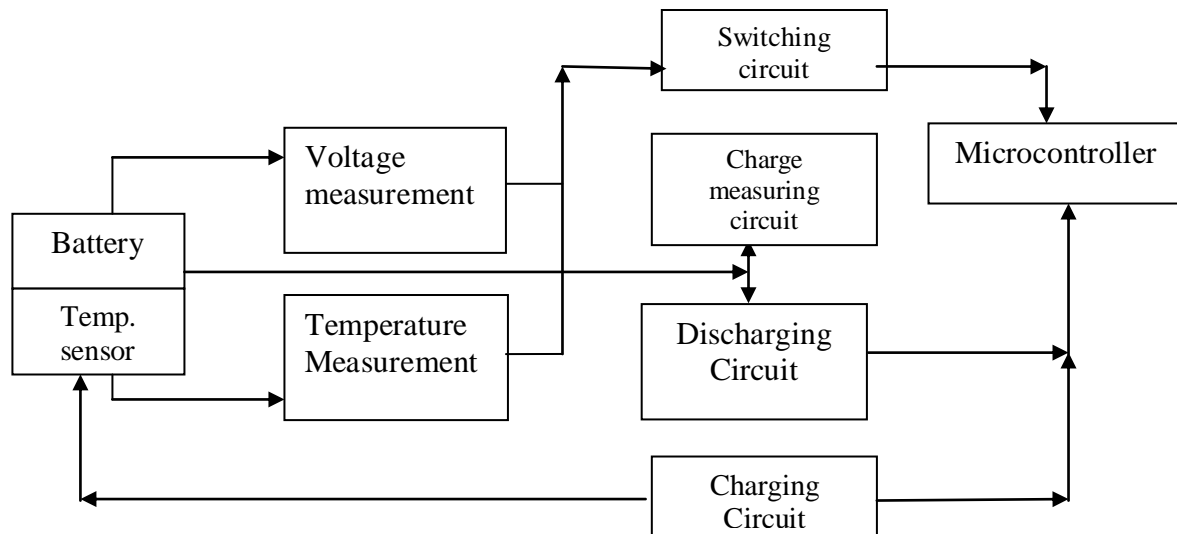 Switching
circuit
Voltage
measurement
Charge
measuring
circuit
Microcontroller
Battery
Temp.
sensor
Temperature
Measurement
Discharging
Circuit
Charging
Circuit